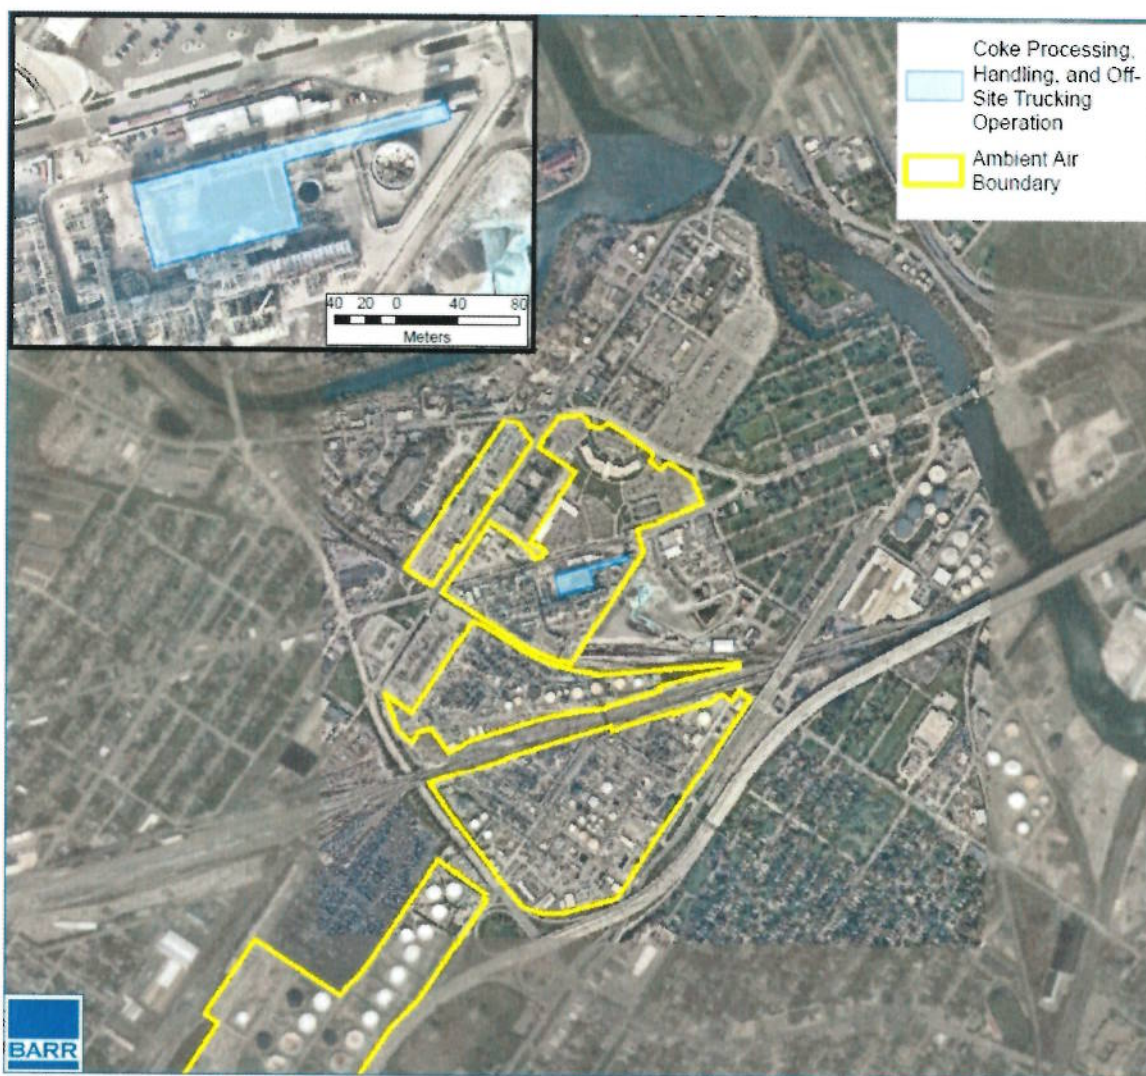 Coke Processing,
Handling, and Off-
Site Trucking
Operation
Ambient Air
Boundary
40 20 0 40 80
Meters
BARR